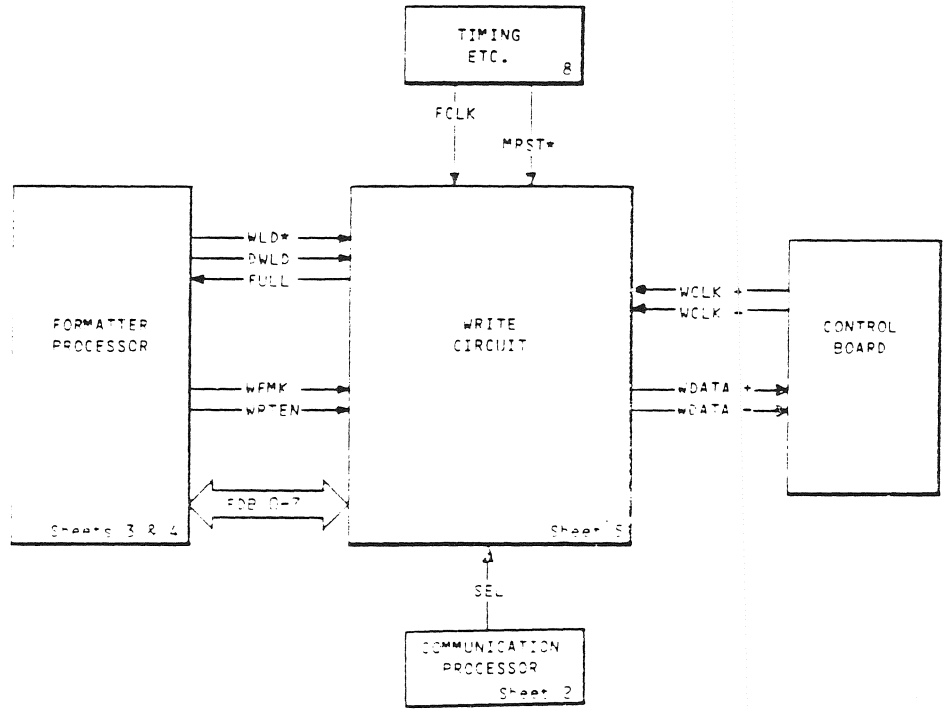 TIMING
ETC.
8
FCLK
MRST*
WLD*
DWLD
FULL
WCLK +
WCLK -
FORMATTER
PROCESSOR
WRITE
CIRCUIT
CONTROL
BOARD
WFMK
WRTEN
WDATA +
WDATA -
FDB 0-7
Sheets 3 & 4
Sheet 5
SEL
COMMUNICATION
PROCESSOR
Sheet 2